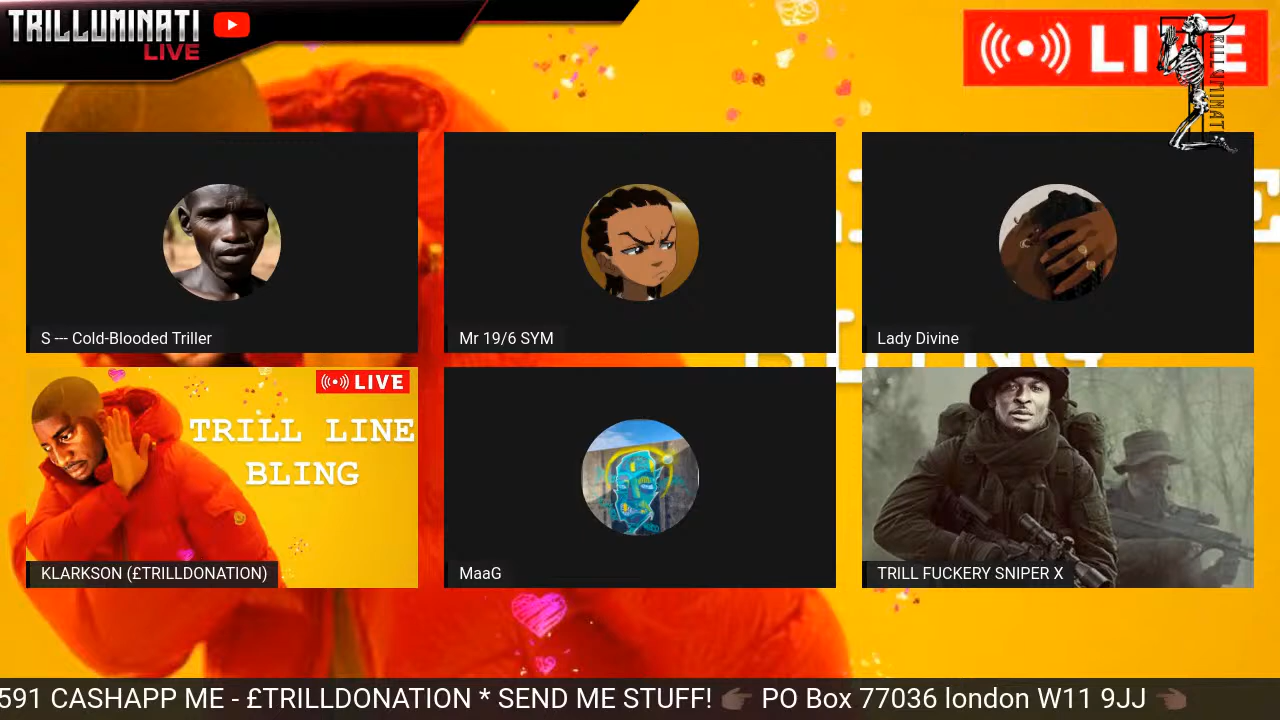 TRILLUMINATI
LIVE
LIVE
TRILLUMINATI
S --- Cold-Blooded Triller
Mr 19/6 SYM
Lady Divine
LIVE
TRILL LINE
BLING
KLARKSON (£TRILLDONATION)
MaaG
TRILL FUCKERY SNIPER X
591 CASHAPP ME - £TRILLDONATION * SEND ME STUFF! 👉🏿 PO Box 77036 london W11 9JJ 👈🏿